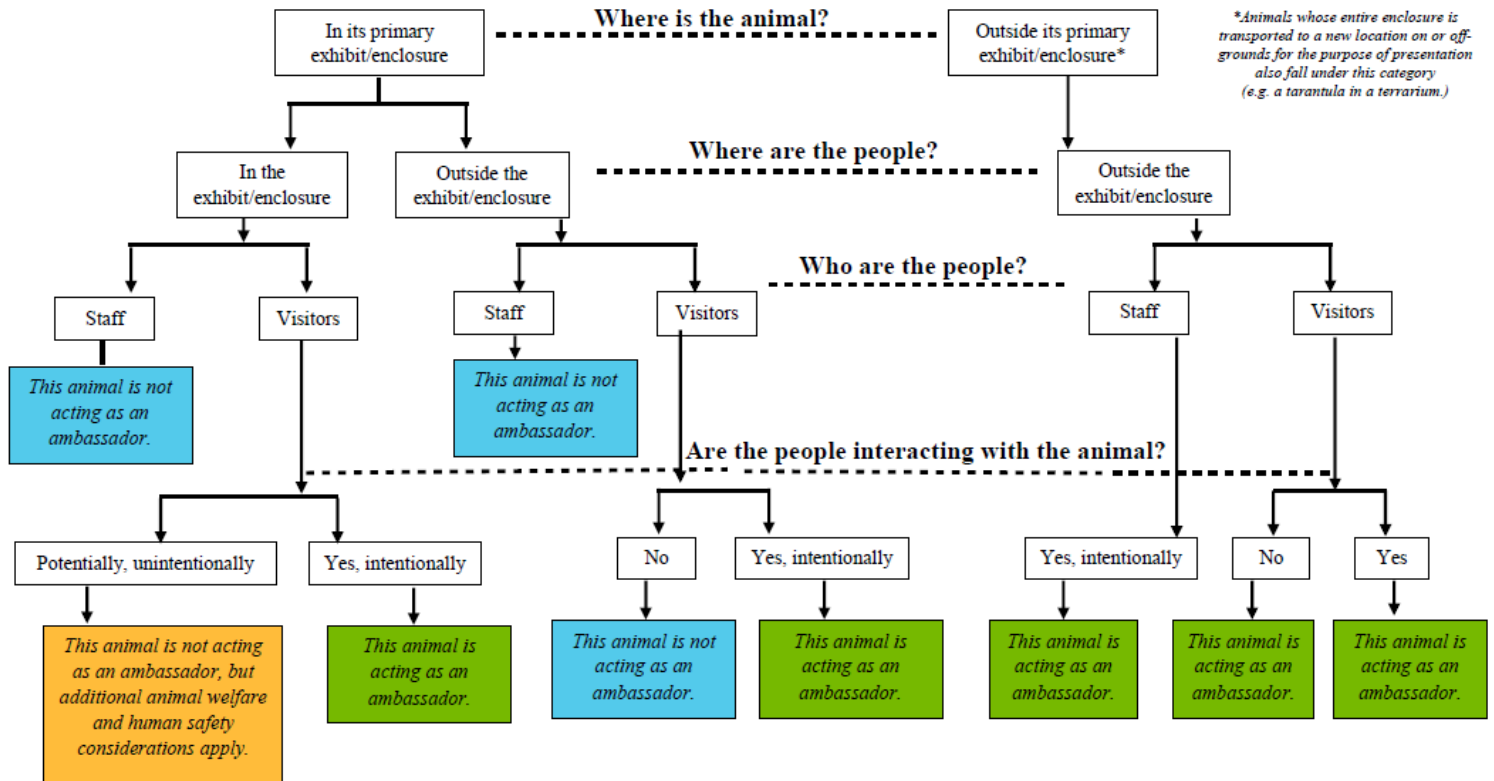 Where is the animal?
In its primary
exhibit/enclosure
Outside its primary
exhibit/enclosure*
*Animals whose entire enclosure is
transported to a new location on or off-
grounds for the purpose of presentation
also fall under this category
(e.g. a tarantula in a terrarium.)
Where are the people?
In the
exhibit/enclosure
Outside the
exhibit/enclosure
Outside the
exhibit/enclosure
Who are the people?
Staff
Visitors
Staff
Visitors
Staff
Visitors
This animal is not
acting as an
ambassador.
This animal is not
acting as an
ambassador.
Are the people interacting with the animal?
Potentially, unintentionally
Yes, intentionally
No
Yes, intentionally
Yes, intentionally
No
Yes
This animal is not acting
as an ambassador, but
additional animal welfare
and human safety
considerations apply.
This animal is
acting as an
ambassador.
This animal is not
acting as an
ambassador.
This animal is
acting as an
ambassador.
This animal is
acting as an
ambassador.
This animal is
acting as an
ambassador.
This animal is
acting as an
ambassador.